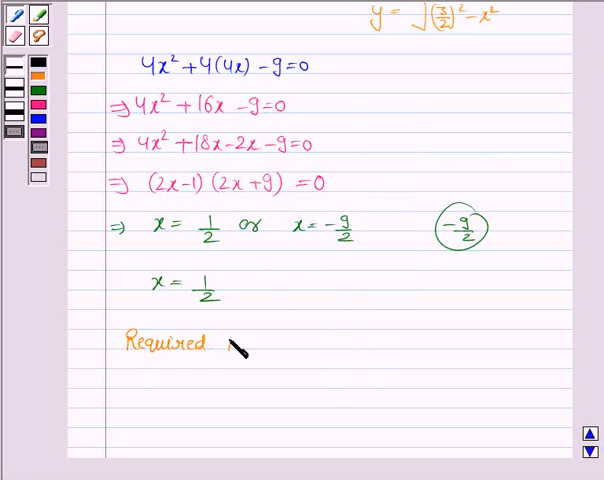 y = √(3/2)² - x²
4x² + 4(4x) - 9 = 0
⇒ 4x² + 16x - 9 = 0
⇒ 4x² + 18x - 2x - 9 = 0
⇒ (2x-1) (2x+9) = 0
⇒ x = 1/2 or x = -9/2 -9/2
x = 1/2
Required